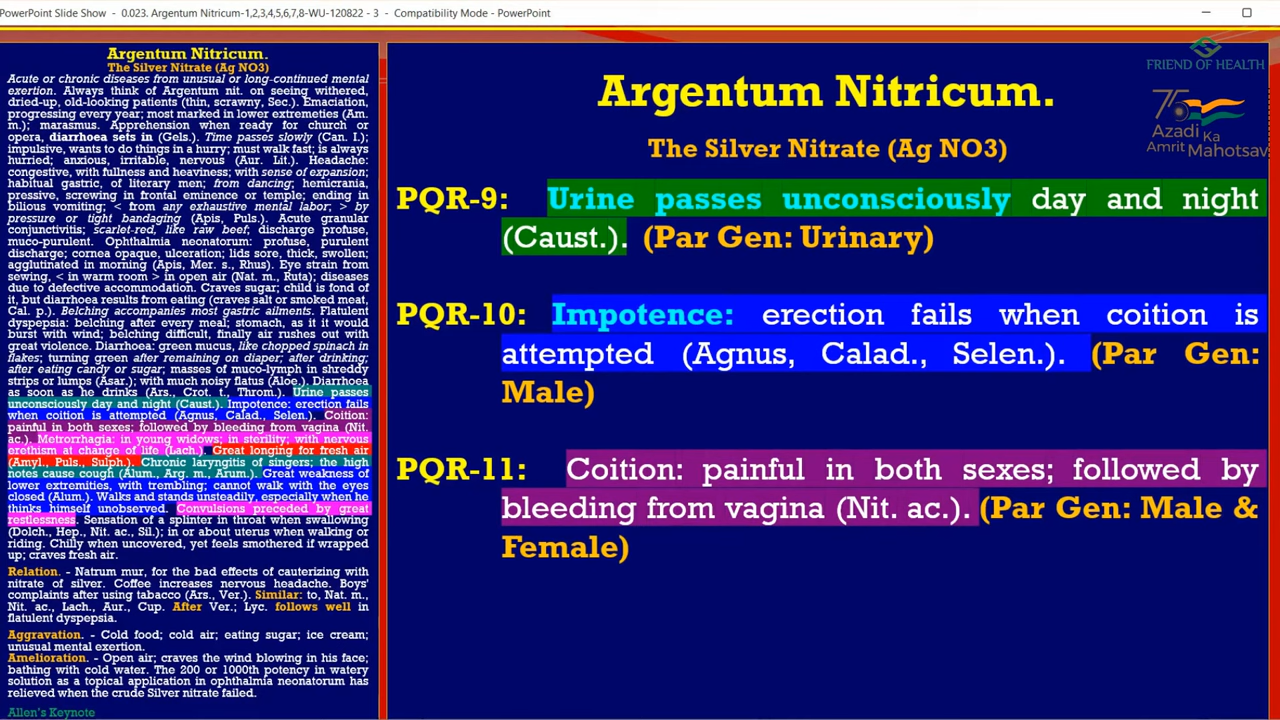 PowerPoint Slide Show - 0.023. Argentum Nitricum-1,2,3,4,5,6,7,8-WU-120822 - 3 - Compatibility Mode - PowerPoint
Argentum Nitricum.
The Silver Nitrate (Ag NO3)
Acute or chronic diseases from unusual or long-continued mental
exertion. Always think of Argentum nit. on seeing withered,
dried-up, old-looking patients (thin, scrawny, Sec.). Emaciation,
progressing every year; most marked in lower extremeties (Am.
m.); marasmus. Apprehension when ready for church or
opera, diarrhoea sets in (Gels.). Time passes slowly (Can. I.);
impulsive, wants to do things in a hurry; must walk fast; is always
hurried; anxious, irritable, nervous (Aur. Lit.). Headache:
congestive, with fullness and heaviness; with sense of expansion;
habitual gastric, of literary men; from dancing; hemicrania,
pressive, screwing in frontal eminence or temple; ending in
bilious vomiting; < from any exhaustive mental labor; > by
pressure or tight bandaging (Apis, Puls.). Acute granular
conjunctivitis; scarlet-red, like raw beef; discharge profuse,
muco-purulent. Ophthalmia neonatorum: profuse, purulent
discharge; cornea opaque, ulceration; lids sore, thick, swollen;
agglutinated in morning (Apis, Mer. s., Rhus). Eye strain from
sewing, < in warm room > in open air (Nat. m., Ruta); diseases
due to defective accommodation. Craves sugar; child is fond of
it, but diarrhoea results from eating (craves salt or smoked meat,
Cal. p.). Belching accompanies most gastric ailments. Flatulent
dyspepsia: belching after every meal; stomach, as if it would
burst with wind; belching difficult, finally air rushes out with
great violence. Diarrhoea: green mucus, like chopped spinach in
flakes; turning green after remaining on diaper; after drinking;
after eating candy or sugar; masses of muco-lymph in shreddy
strips or lumps (Asar.); with much noisy flatus (Aloe.). Diarrhoea
as soon as he drinks (Ars., Crot. t., Throm.). Urine passes
unconsciously day and night (Caust.). Impotence: erection fails
when coition is attempted (Agnus, Calad., Selen.). Coition:
painful in both sexes; followed by bleeding from vagina (Nit.
ac.). Metrorrhagia: in young widows; in sterility; with nervous
erethism at change of life (Lach.). Great longing for fresh air
(Amyl., Puls., Sulph.). Chronic laryngitis of singers; the high
notes cause cough (Alum., Arg. m., Arum.). Great weakness of
lower extremities, with trembling; cannot walk with the eyes
closed (Alum.). Walks and stands unsteadily, especially when he
thinks himself unobserved. Convulsions preceded by great
restlessness. Sensation of a splinter in throat when swallowing
(Dolch., Hep., Nit. ac., Sil.); in or about uterus when walking or
riding. Chilly when uncovered, yet feels smothered if wrapped
up; craves fresh air.
Relation. - Natrum mur, for the bad effects of cauterizing with
nitrate of silver. Coffee increases nervous headache. Boys'
complaints after using tabacco (Ars., Ver.). Similar: to, Nat. m.,
Nit. ac., Lach., Aur., Cup. After Ver.; Lyc. follows well in
flatulent dyspepsia.
Aggravation. - Cold food; cold air; eating sugar; ice cream;
unusual mental exertion.
Amelioration. - Open air; craves the wind blowing in his face;
bathing with cold water. The 200 or 1000th potency in watery
solution as a topical application in ophthalmia neonatorum has
relieved when the crude Silver nitrate failed.
Allen's Keynote
Argentum Nitricum.
The Silver Nitrate (Ag NO3)
PQR-9: Urine passes unconsciously day and night
(Caust.). (Par Gen: Urinary)
PQR-10: Impotence: erection fails when coition is
attempted (Agnus, Calad., Selen.). (Par Gen:
Male)
PQR-11: Coition: painful in both sexes; followed by
bleeding from vagina (Nit. ac.). (Par Gen: Male &
Female)
FRIEND OF HEALTH
75
Azadi Ka
Amrit Mahotsav